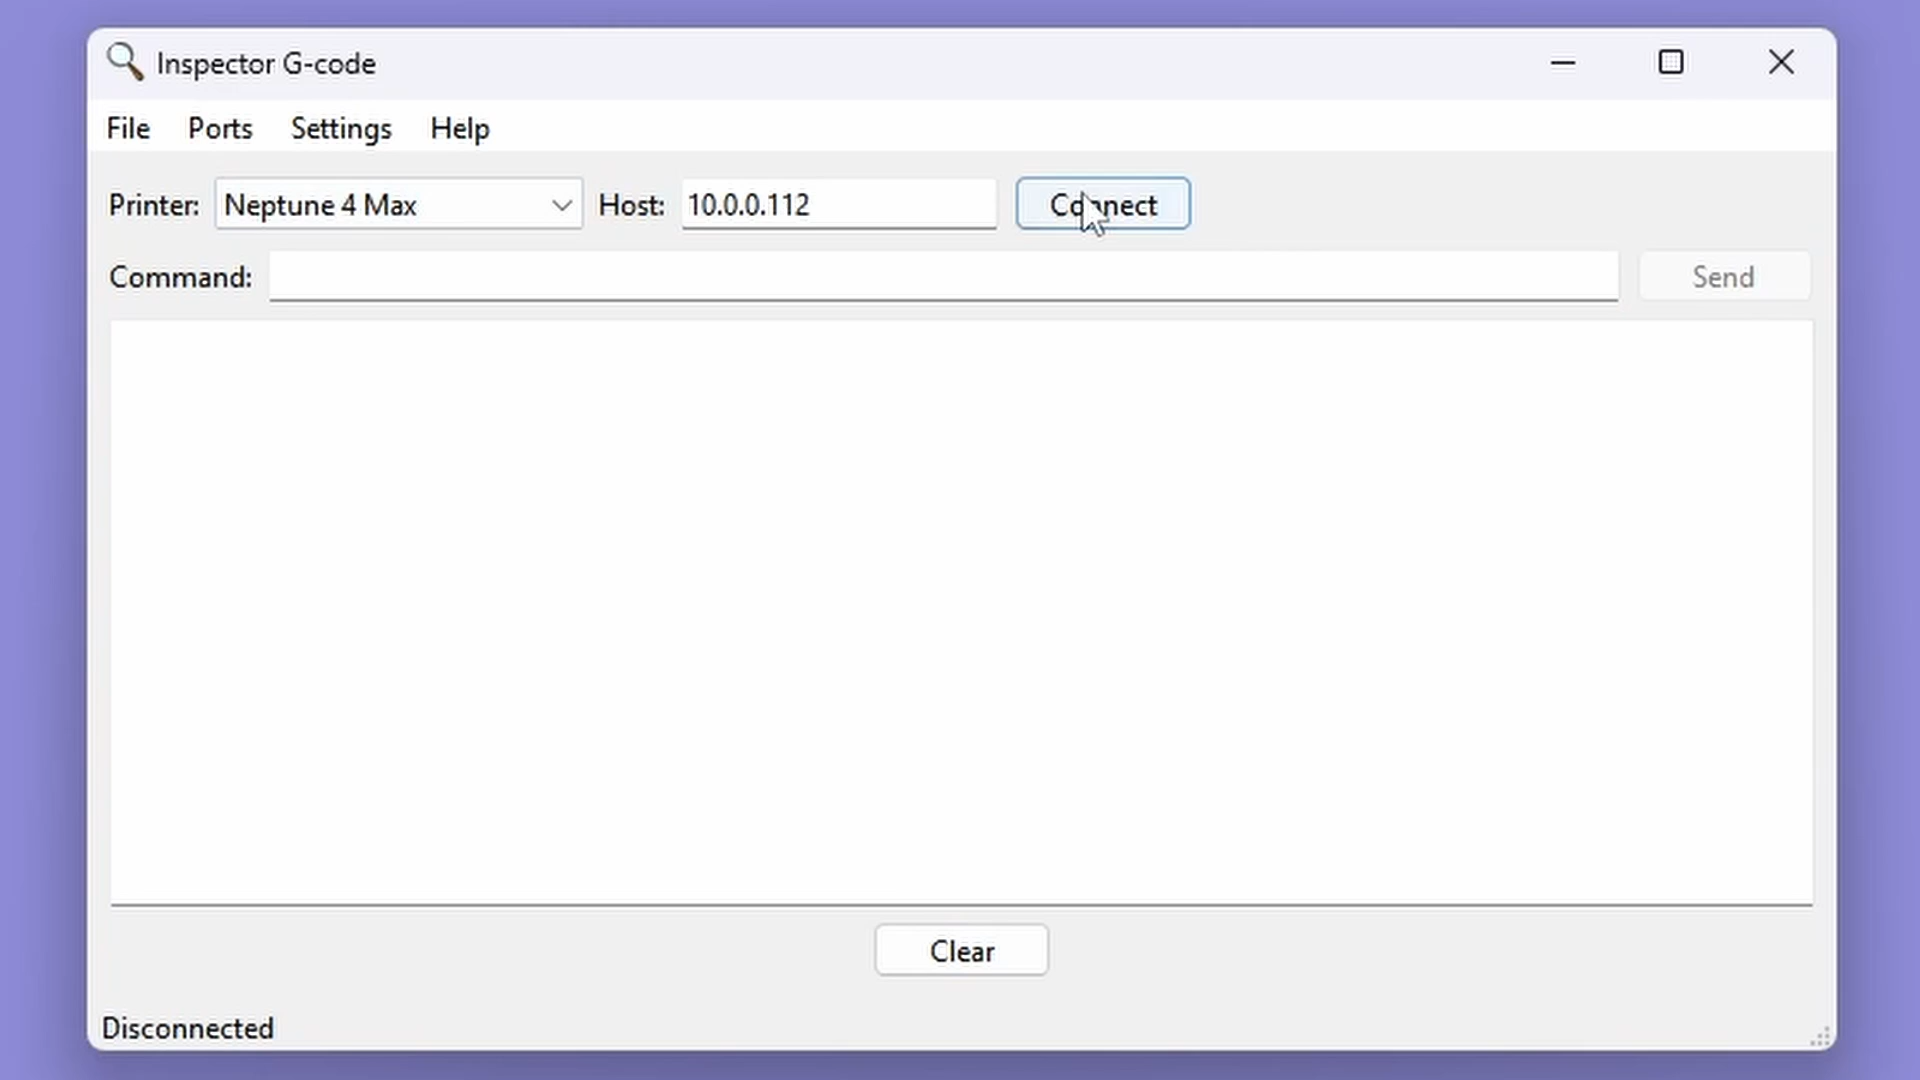 Inspector G-code
File Ports Settings Help
Printer: Neptune 4 Max Host: 10.0.0.112 Connect
Command: Send
Clear
Disconnected